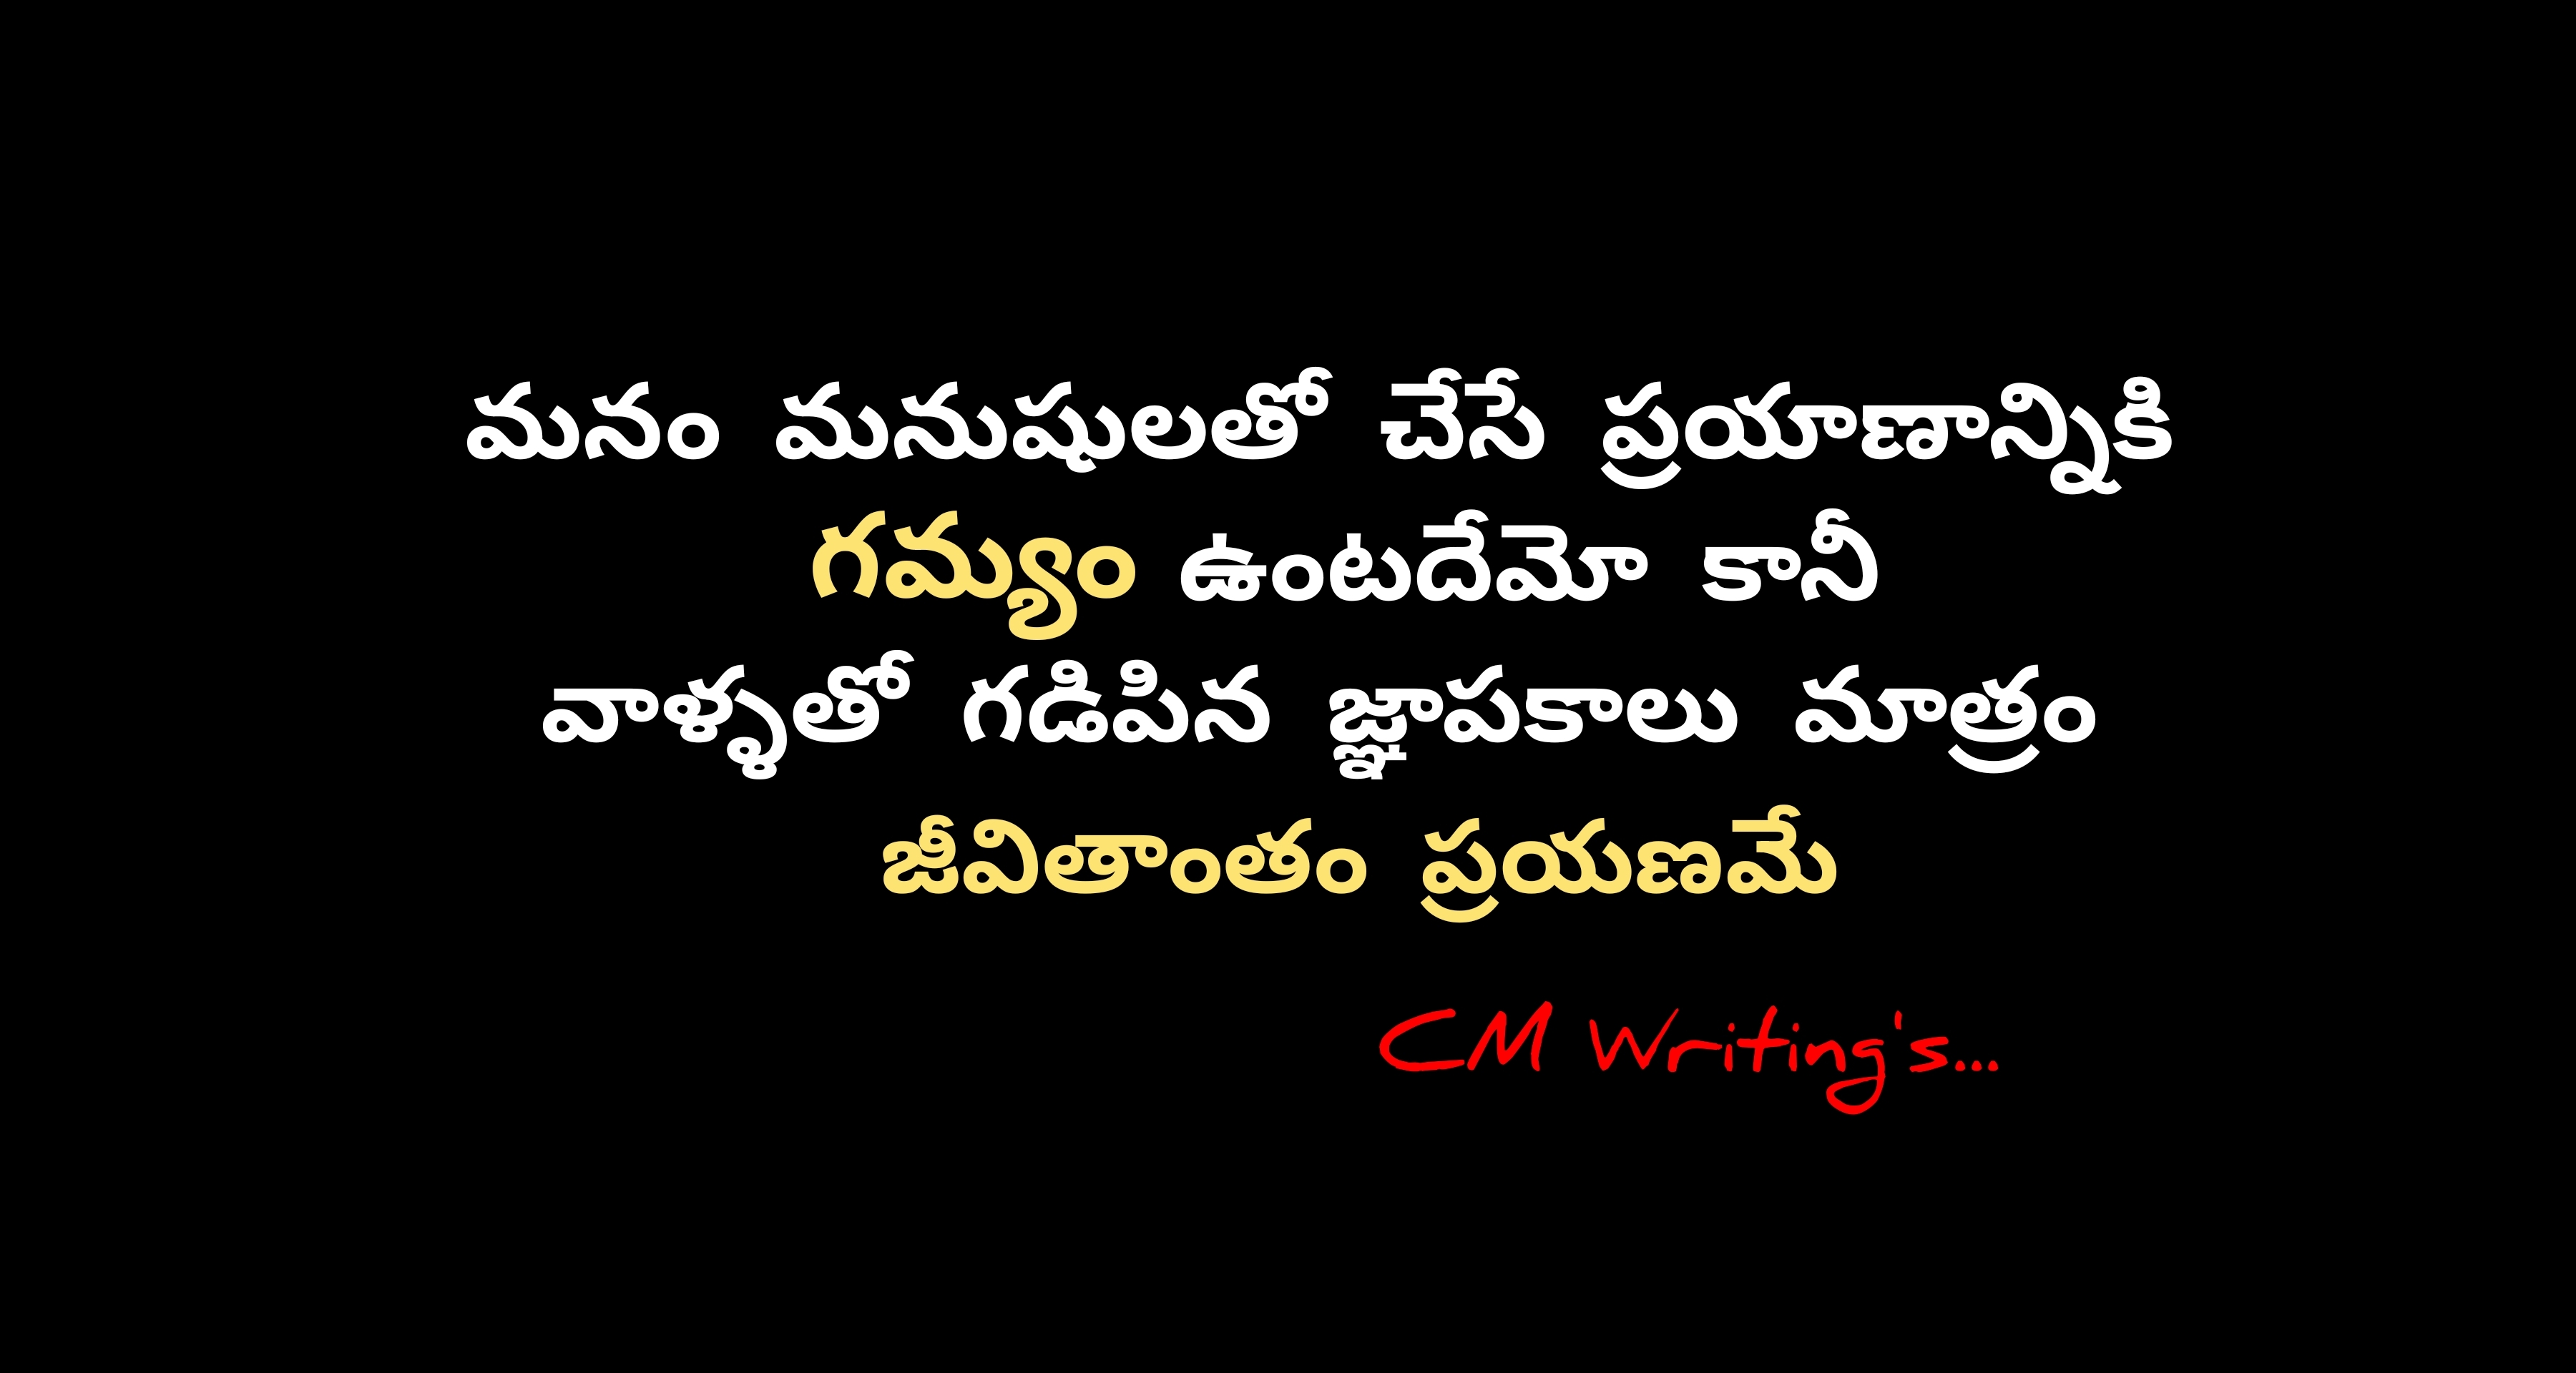 మనం మనుషులతో చేసే ప్రయాణాన్నికి
గమ్యం ఉంటదేమో కానీ
వాళ్ళతో గడిపిన జ్ఞాపకాలు మాత్రం
జీవితాంతం ప్రయణమే
CM Writing's...